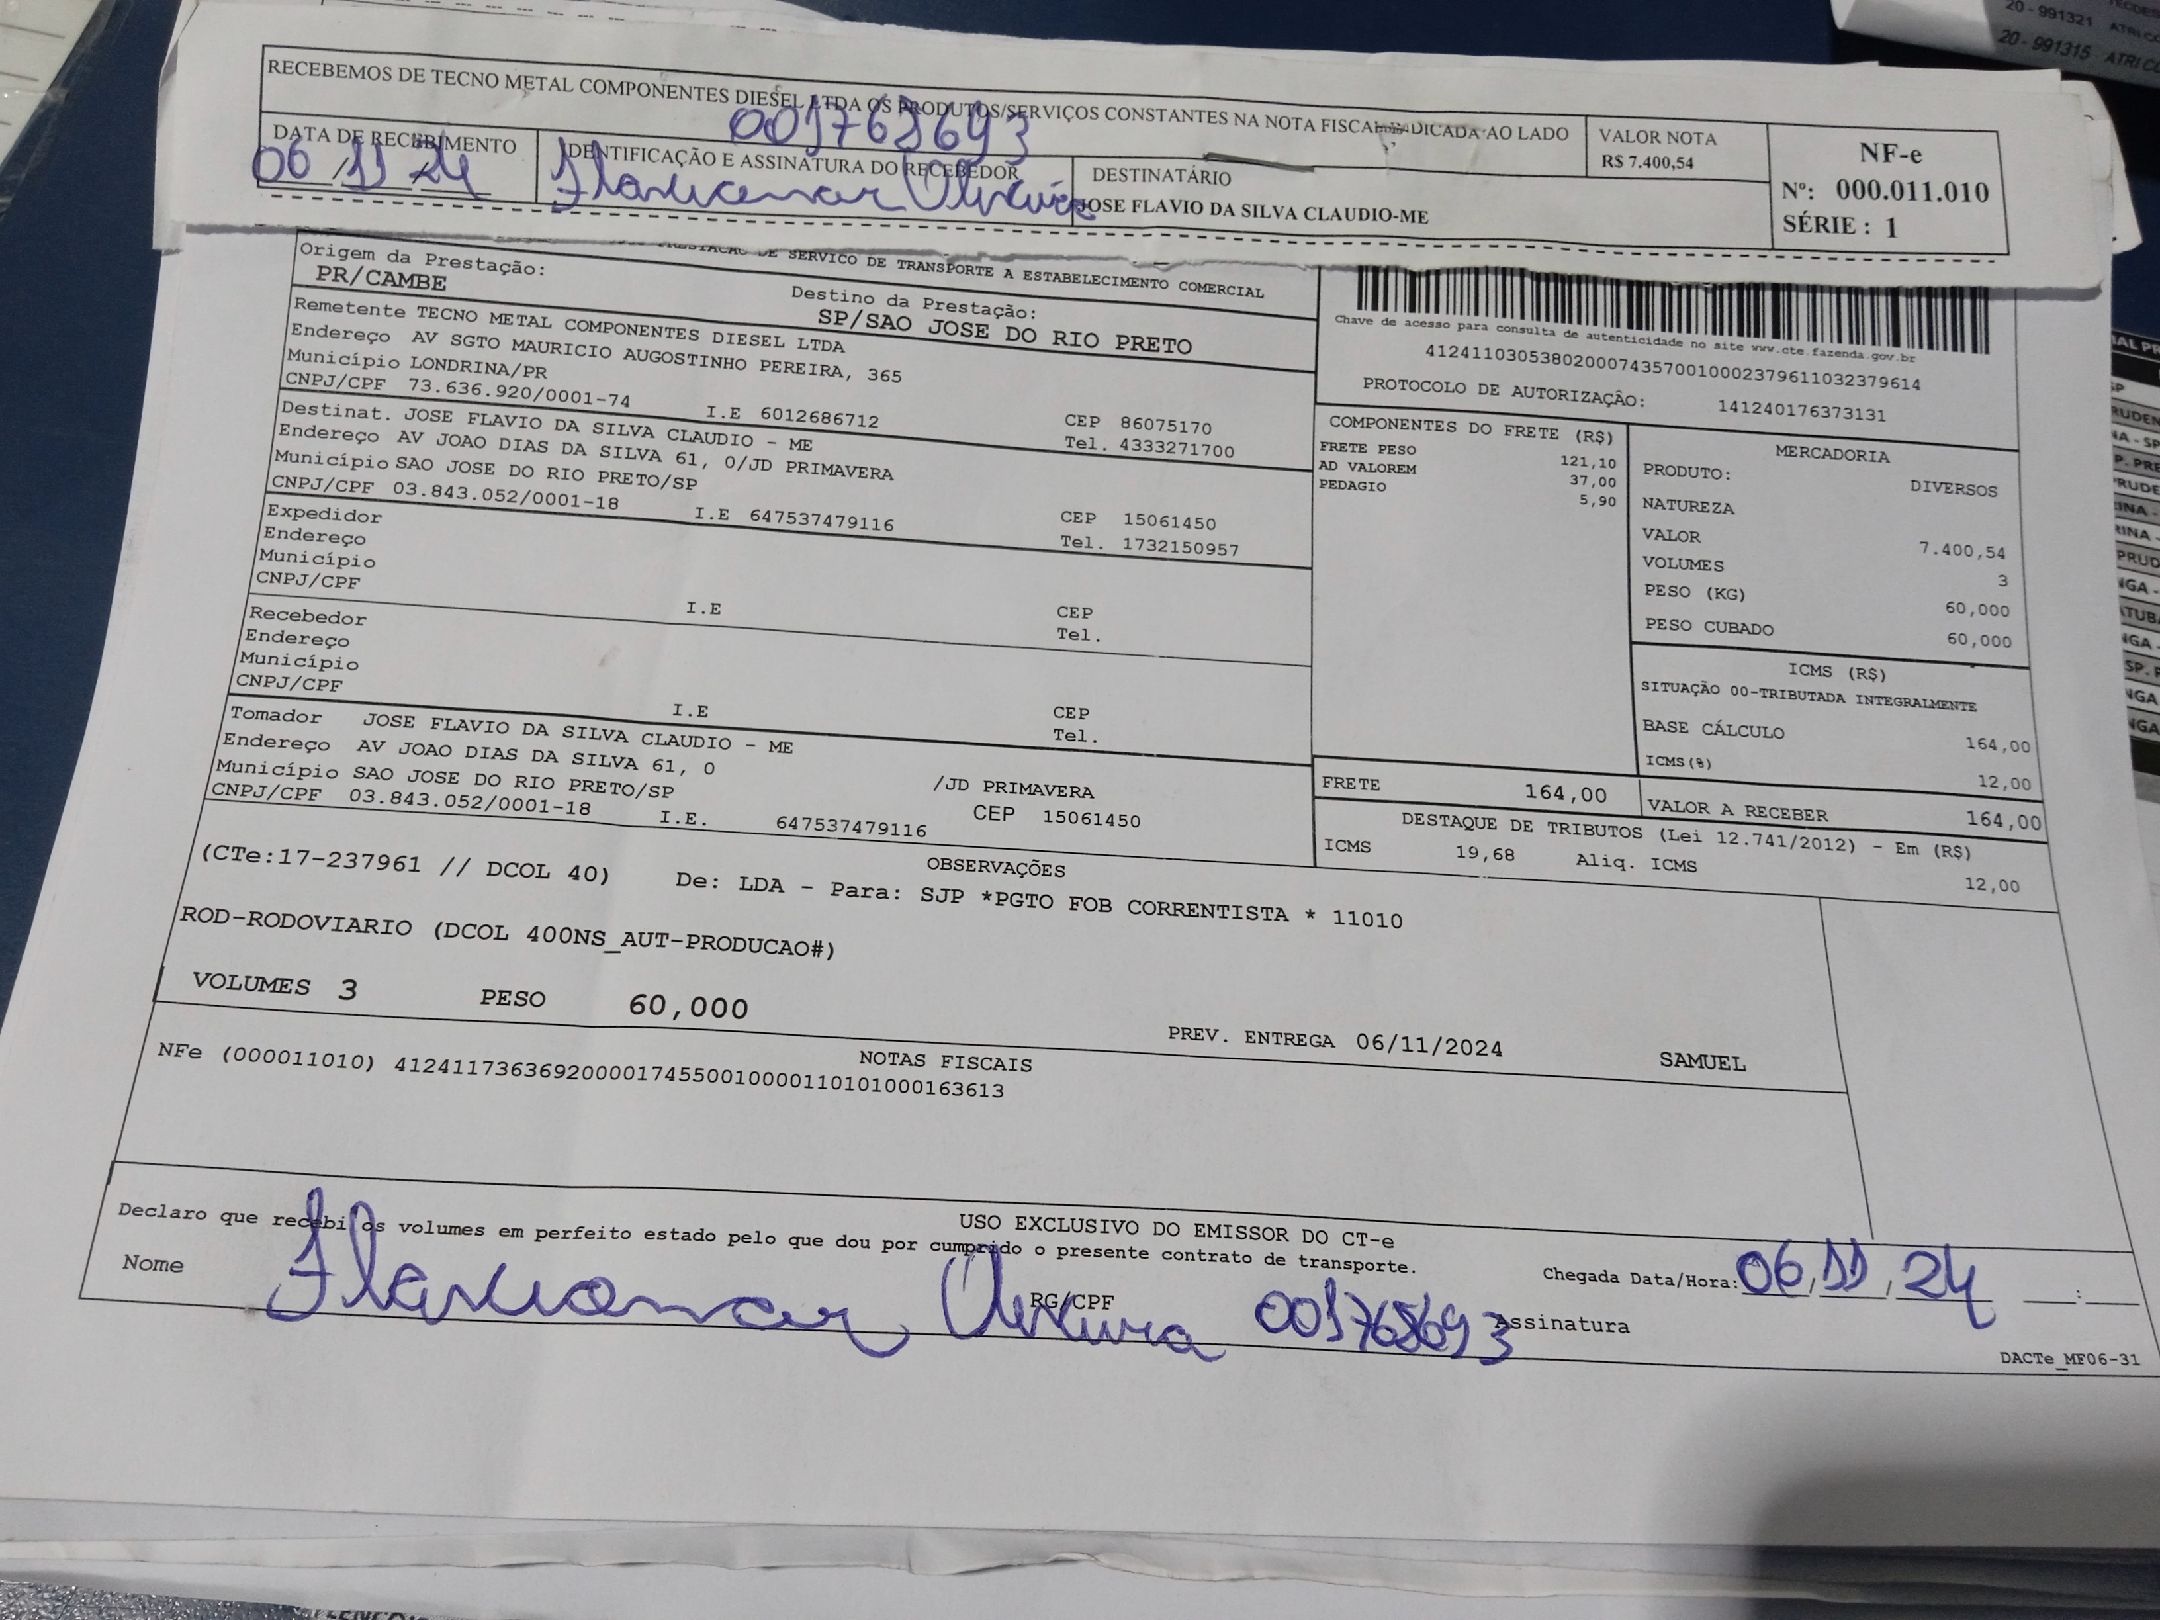 RECEBEMOS DE TECNO METAL COMPONENTES DIESEL LTDA OS PRODUTOS/SERVIÇOS CONSTANTES NA NOTA FISCAL INDICADA AO LADO
001768693
VALOR NOTA
R$ 7.400,54
NF-e
Nº: 000.011.010
SÉRIE : 1
DATA DE RECEBIMENTO
06/11/24
IDENTIFICAÇÃO E ASSINATURA DO RECEBEDOR
DESTINATÁRIO
JOSE FLAVIO DA SILVA CLAUDIO-ME
PRESTACAO DE SERVICO DE TRANSPORTE A ESTABELECIMENTO COMERCIAL
Origem da Prestação:
PR/CAMBE
Destino da Prestação:
SP/SAO JOSE DO RIO PRETO
Remetente TECNO METAL COMPONENTES DIESEL LTDA
Endereço AV SGTO MAURICIO AUGOSTINHO PEREIRA, 365
Município LONDRINA/PR
CEP 86075170
CNPJ/CPF 73.636.920/0001-74 I.E 6012686712 Tel. 4333271700
Destinat. JOSE FLAVIO DA SILVA CLAUDIO - ME
Endereço AV JOAO DIAS DA SILVA 61, 0/JD PRIMAVERA
Município SAO JOSE DO RIO PRETO/SP CEP 15061450
CNPJ/CPF 03.843.052/0001-18 I.E 647537479116 Tel. 1732150957
Expedidor
Endereço
Município CEP
CNPJ/CPF I.E Tel.
Recebedor
Endereço
Município CEP
CNPJ/CPF I.E Tel.
Tomador JOSE FLAVIO DA SILVA CLAUDIO - ME
Endereço AV JOAO DIAS DA SILVA 61, 0 /JD PRIMAVERA
Município SAO JOSE DO RIO PRETO/SP CEP 15061450
CNPJ/CPF 03.843.052/0001-18 I.E. 647537479116
Chave de acesso para consulta de autenticidade no site www.cte.fazenda.gov.br
41241103053802000743570010002379611032379614
PROTOCOLO DE AUTORIZAÇÂO: 141240176373131
COMPONENTES DO FRETE (R$)
FRETE PESO 121,10
AD VALOREM 37,00
PEDAGIO 5,90
MERCADORIA
PRODUTO: DIVERSOS
NATUREZA
VALOR 7.400,54
VOLUMES 3
PESO (KG) 60,000
PESO CUBADO 60,000
ICMS (R$)
SITUAÇÃO 00-TRIBUTADA INTEGRALMENTE
BASE CÁLCULO 164,00
ICMS(%) 12,00
FRETE 164,00
VALOR A RECEBER 164,00
DESTAQUE DE TRIBUTOS (Lei 12.741/2012) - Em (R$)
ICMS 19,68 Aliq. ICMS 12,00
OBSERVAÇÕES
(CTe:17-237961 // DCOL 40) De: LDA - Para: SJP *PGTO FOB CORRENTISTA * 11010
ROD-RODOVIARIO (DCOL 400NS_AUT-PRODUCAO#)
VOLUMES 3 PESO 60,000 PREV. ENTREGA 06/11/2024 SAMUEL
NOTAS FISCAIS
NFe (000011010) 41241173636920000174550010000110101000163613
USO EXCLUSIVO DO EMISSOR DO CT-e
Declaro que recebi os volumes em perfeito estado pelo que dou por cumprido o presente contrato de transporte.
Chegada Data/Hora: 06/11/24 :
Nome
RG/CPF 001768693 Assinatura
DACTe_MF06-31
20-991321
20-991315